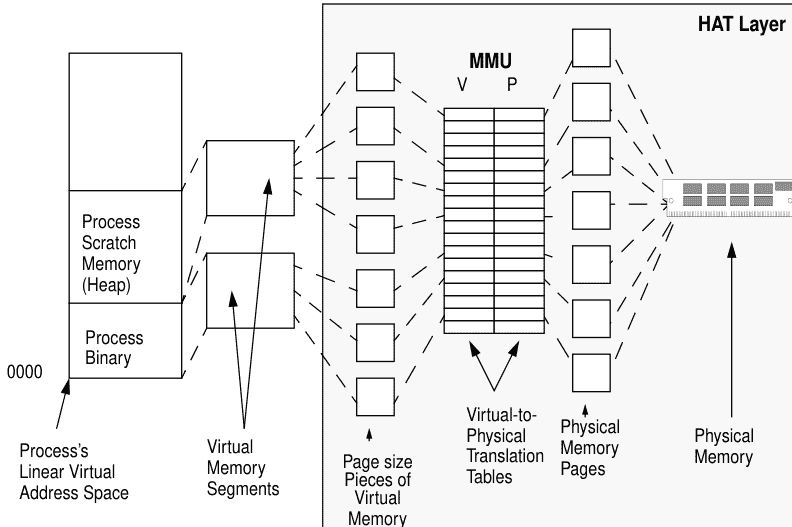 HAT Layer
MMU
V P
Process
Scratch
Memory
(Heap)
Process
Binary
0000
Process's
Linear Virtual
Address Space
Virtual
Memory
Segments
Page size
Pieces of
Virtual
Memory
Virtual-to-
Physical
Translation
Tables
Physical
Memory
Pages
Physical
Memory